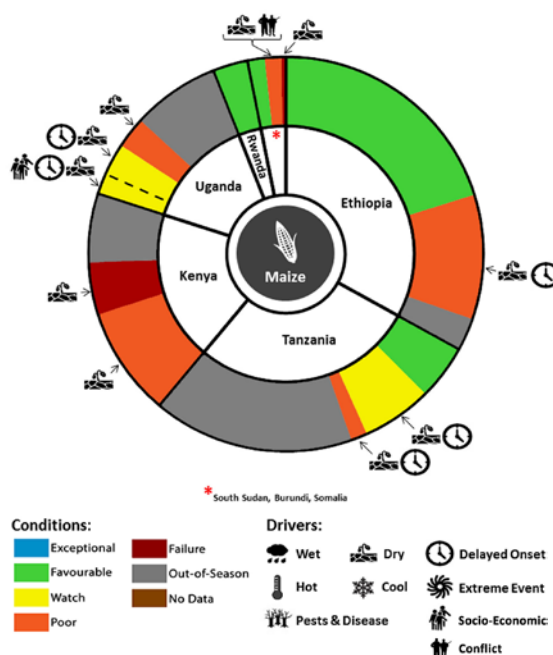 Rwanda
Ethiopia
Uganda
Kenya
Maize
Tanzania
* South Sudan, Burundi, Somalia
Conditions:
Exceptional
Favourable
Watch
Poor
Failure
Out-of-Season
No Data
Drivers:
Wet
Dry
Delayed Onset
Hot
Cool
Extreme Event
Pests & Disease
Socio-Economic
Conflict